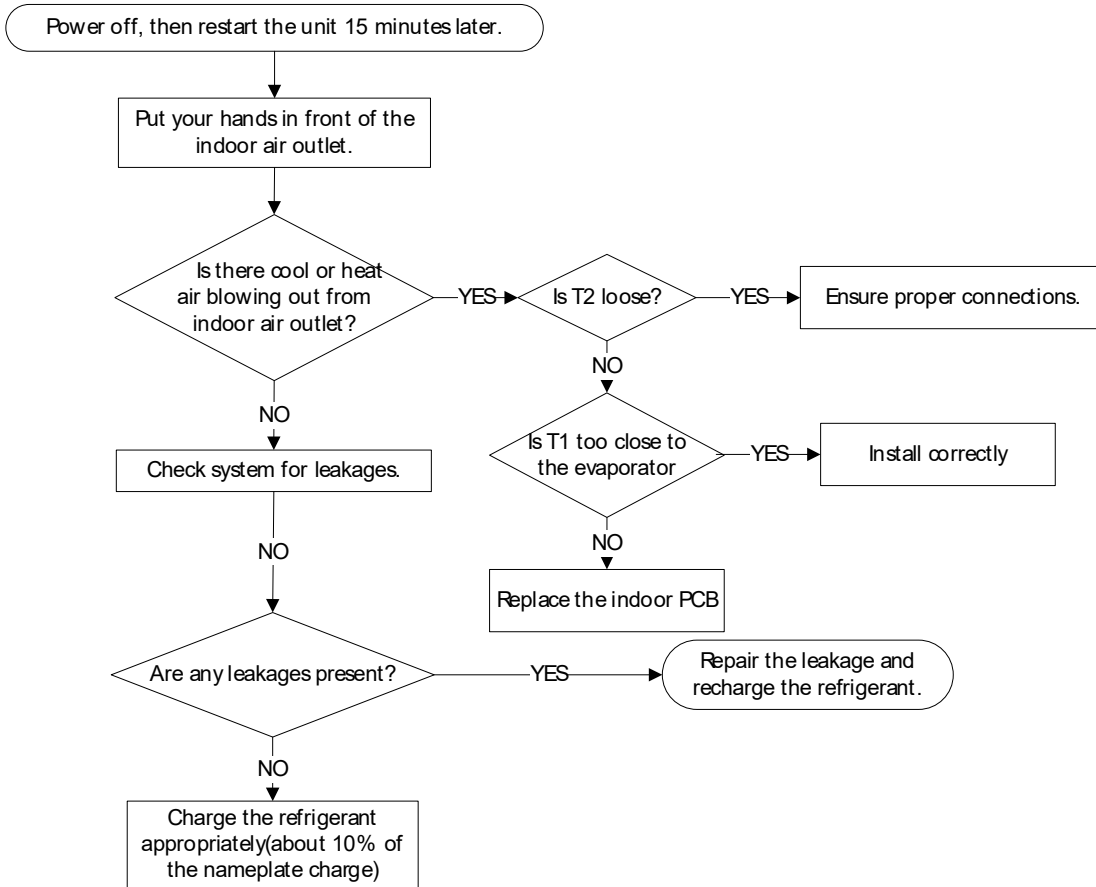 Power off, then restart the unit 15 minutes later.
Put your hands in front of the
indoor air outlet.
Is there cool or heat
air blowing out from
indoor air outlet?
YES
Is T2 loose?
YES
Ensure proper connections.
NO
NO
Is T1 too close to
the evaporator
YES
Install correctly
Check system for leakages.
NO
NO
Replace the indoor PCB
Are any leakages present?
YES
Repair the leakage and
recharge the refrigerant.
NO
Charge the refrigerant
appropriately(about 10% of
the nameplate charge)